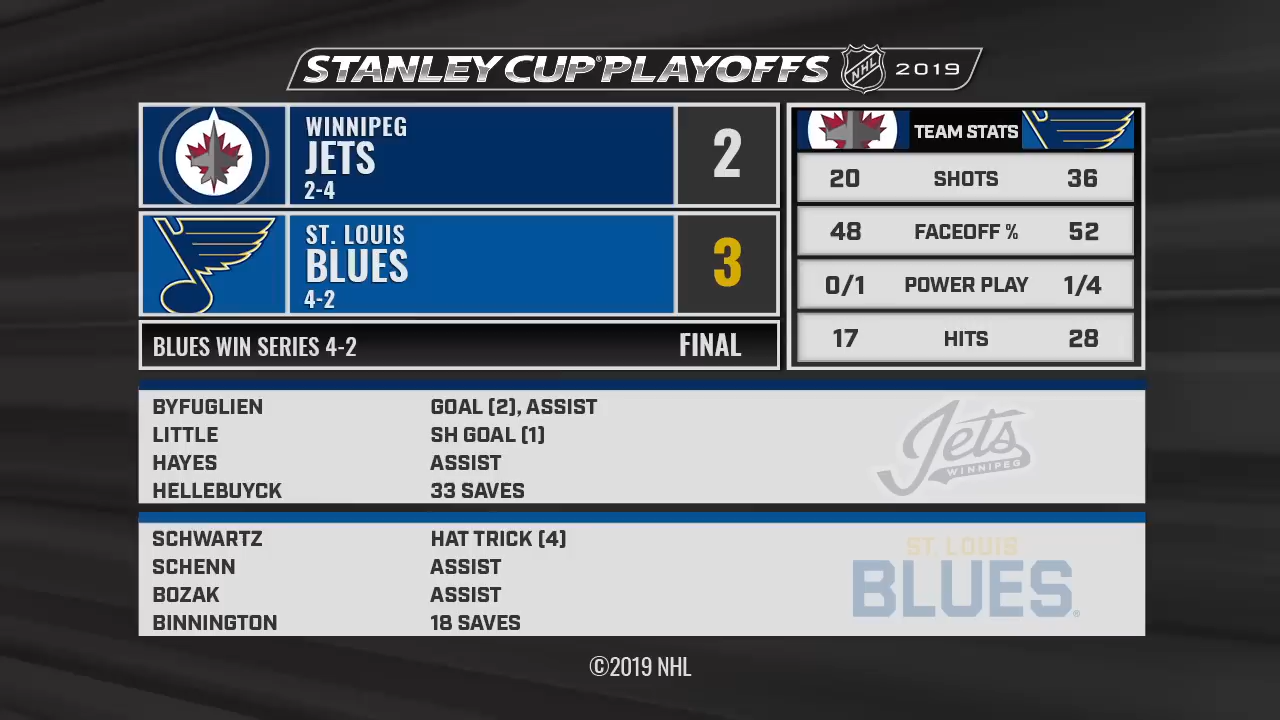 STANLEY CUP® PLAYOFFS NHL 2019
WINNIPEG
JETS
2-4
2
ST. LOUIS
BLUES
4-2
3
BLUES WIN SERIES 4-2 FINAL
TEAM STATS
20 SHOTS 36
48 FACEOFF % 52
0/1 POWER PLAY 1/4
17 HITS 28
BYFUGLIEN GOAL (2), ASSIST
LITTLE SH GOAL (1)
HAYES ASSIST
HELLEBUYCK 33 SAVES
Jets
WINNIPEG
SCHWARTZ HAT TRICK (4)
SCHENN ASSIST
BOZAK ASSIST
BINNINGTON 18 SAVES
ST. LOUIS
BLUES®
©2019 NHL